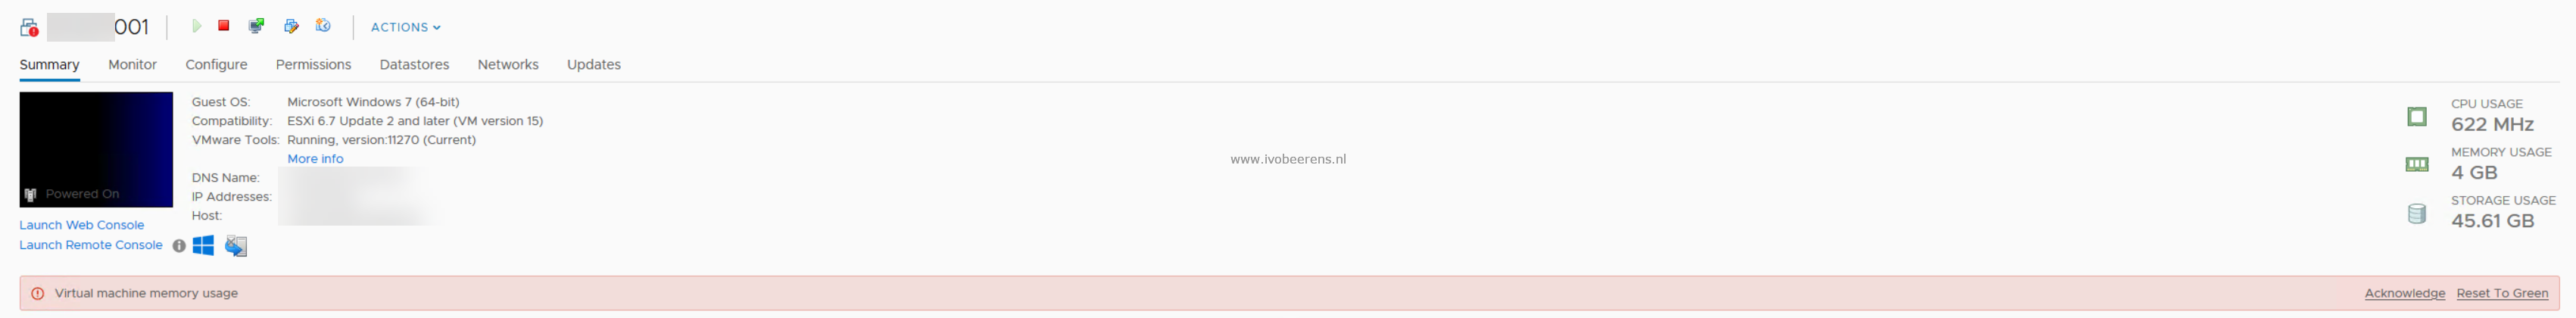 001
ACTIONS
Summary Monitor Configure Permissions Datastores Networks Updates
Guest OS: Microsoft Windows 7 (64-bit)
Compatibility: ESXi 6.7 Update 2 and later (VM version 15)
VMware Tools: Running, version:11270 (Current)
More info
DNS Name:
IP Addresses:
Host:
Powered On
Launch Web Console
Launch Remote Console
www.ivobeerens.nl
CPU USAGE
622 MHz
MEMORY USAGE
4 GB
STORAGE USAGE
45.61 GB
Virtual machine memory usage
Acknowledge Reset To Green